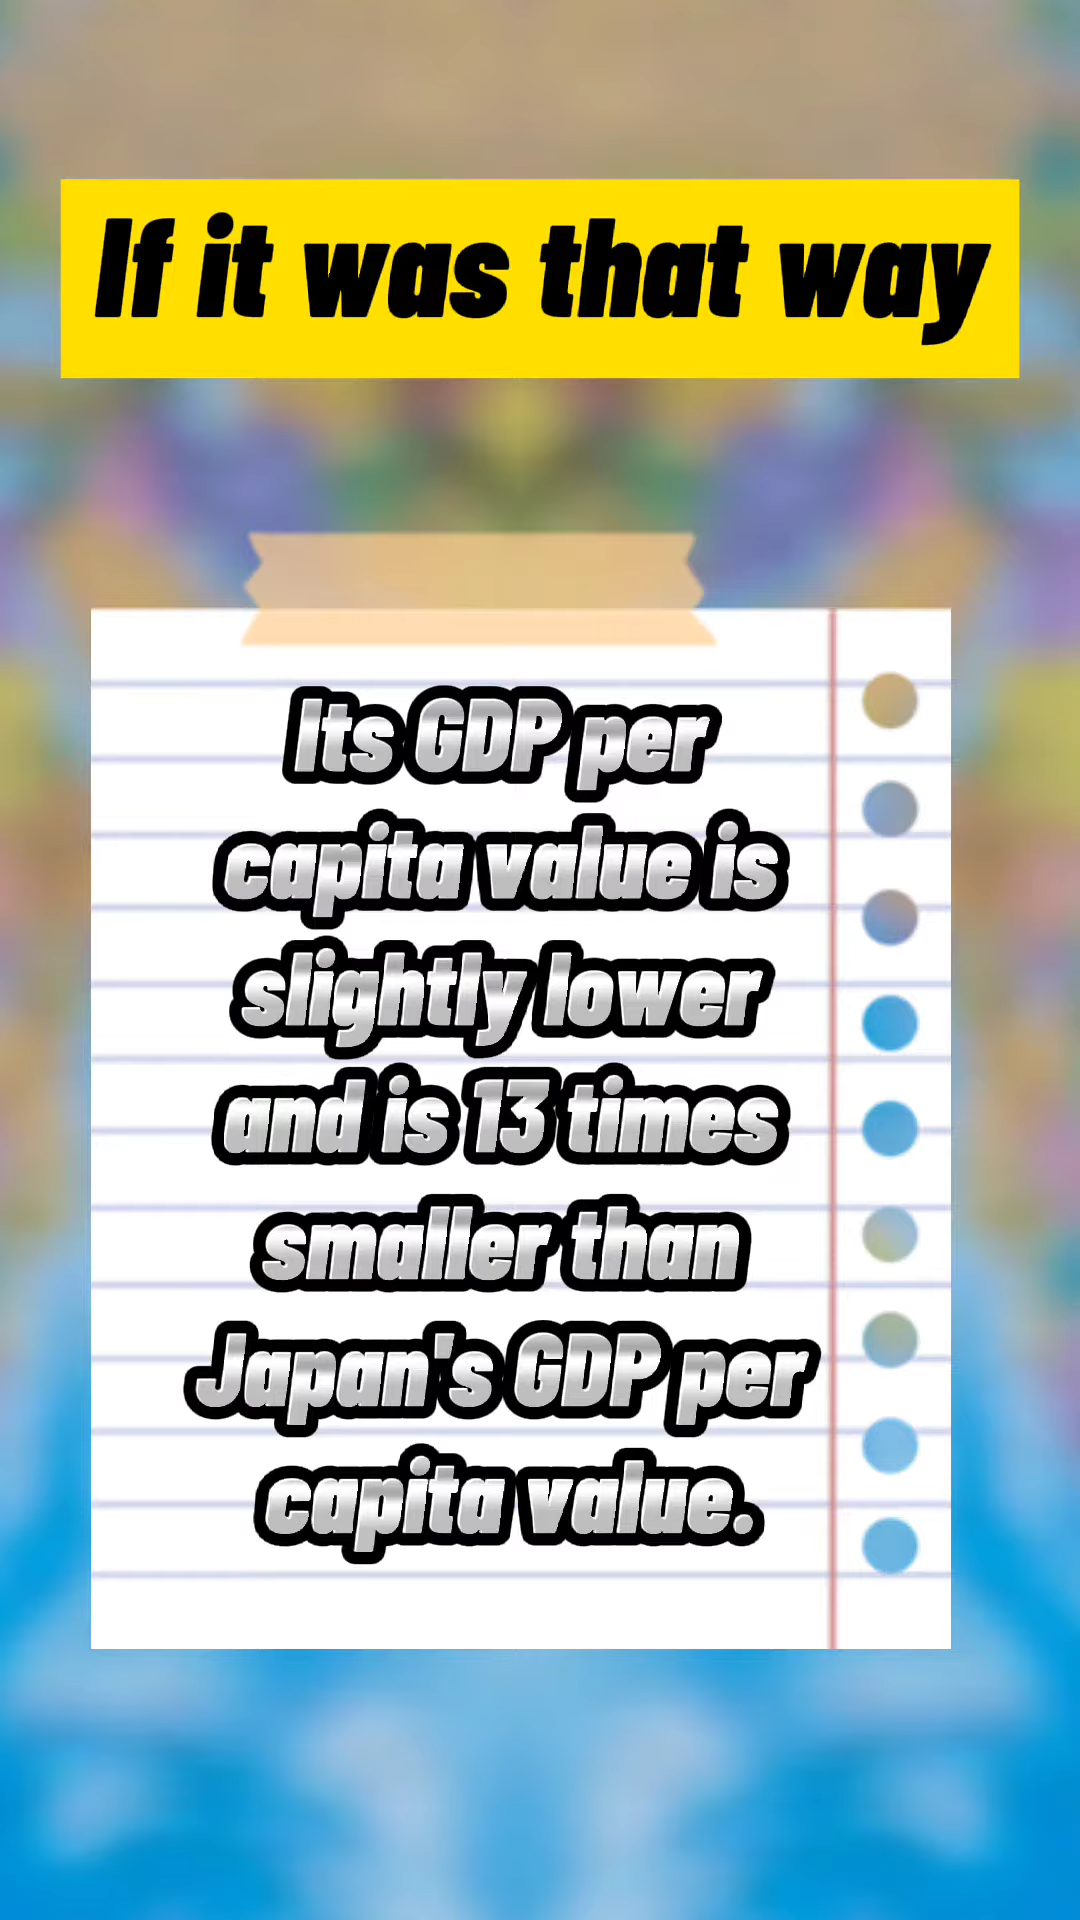 If it was that way
Its GDP per
capita value is
slightly lower
and is 13 times
smaller than
Japan's GDP per
capita value.